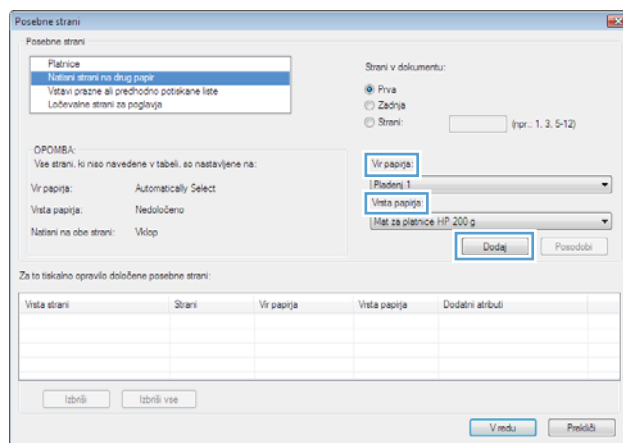 Posebne strani
Posebne strani
Platnice
Natisni strani na drug papir
Vstavi prazne ali predhodno potiskane liste
Ločevalne strani za poglavja
Strani v dokumentu:
Prva
Zadnja
Strani:
(npr.: 1, 3, 5-12)
OPOMBA:
Vse strani, ki niso navedene v tabeli, so nastavljene na:
Vir papirja: Automatically Select
Vrsta papirja: Nedoločeno
Natisni na obe strani: Vklop
Vir papirja:
Pladenj 1
Vrsta papirja:
Mat za platnice HP 200 g
Dodaj Posodobi
Za to tiskalno opravilo določene posebne strani:
Vrsta strani Strani Vir papirja Vrsta papirja Dodatni atributi
Izbriši Izbriši vse
V redu Prekliči